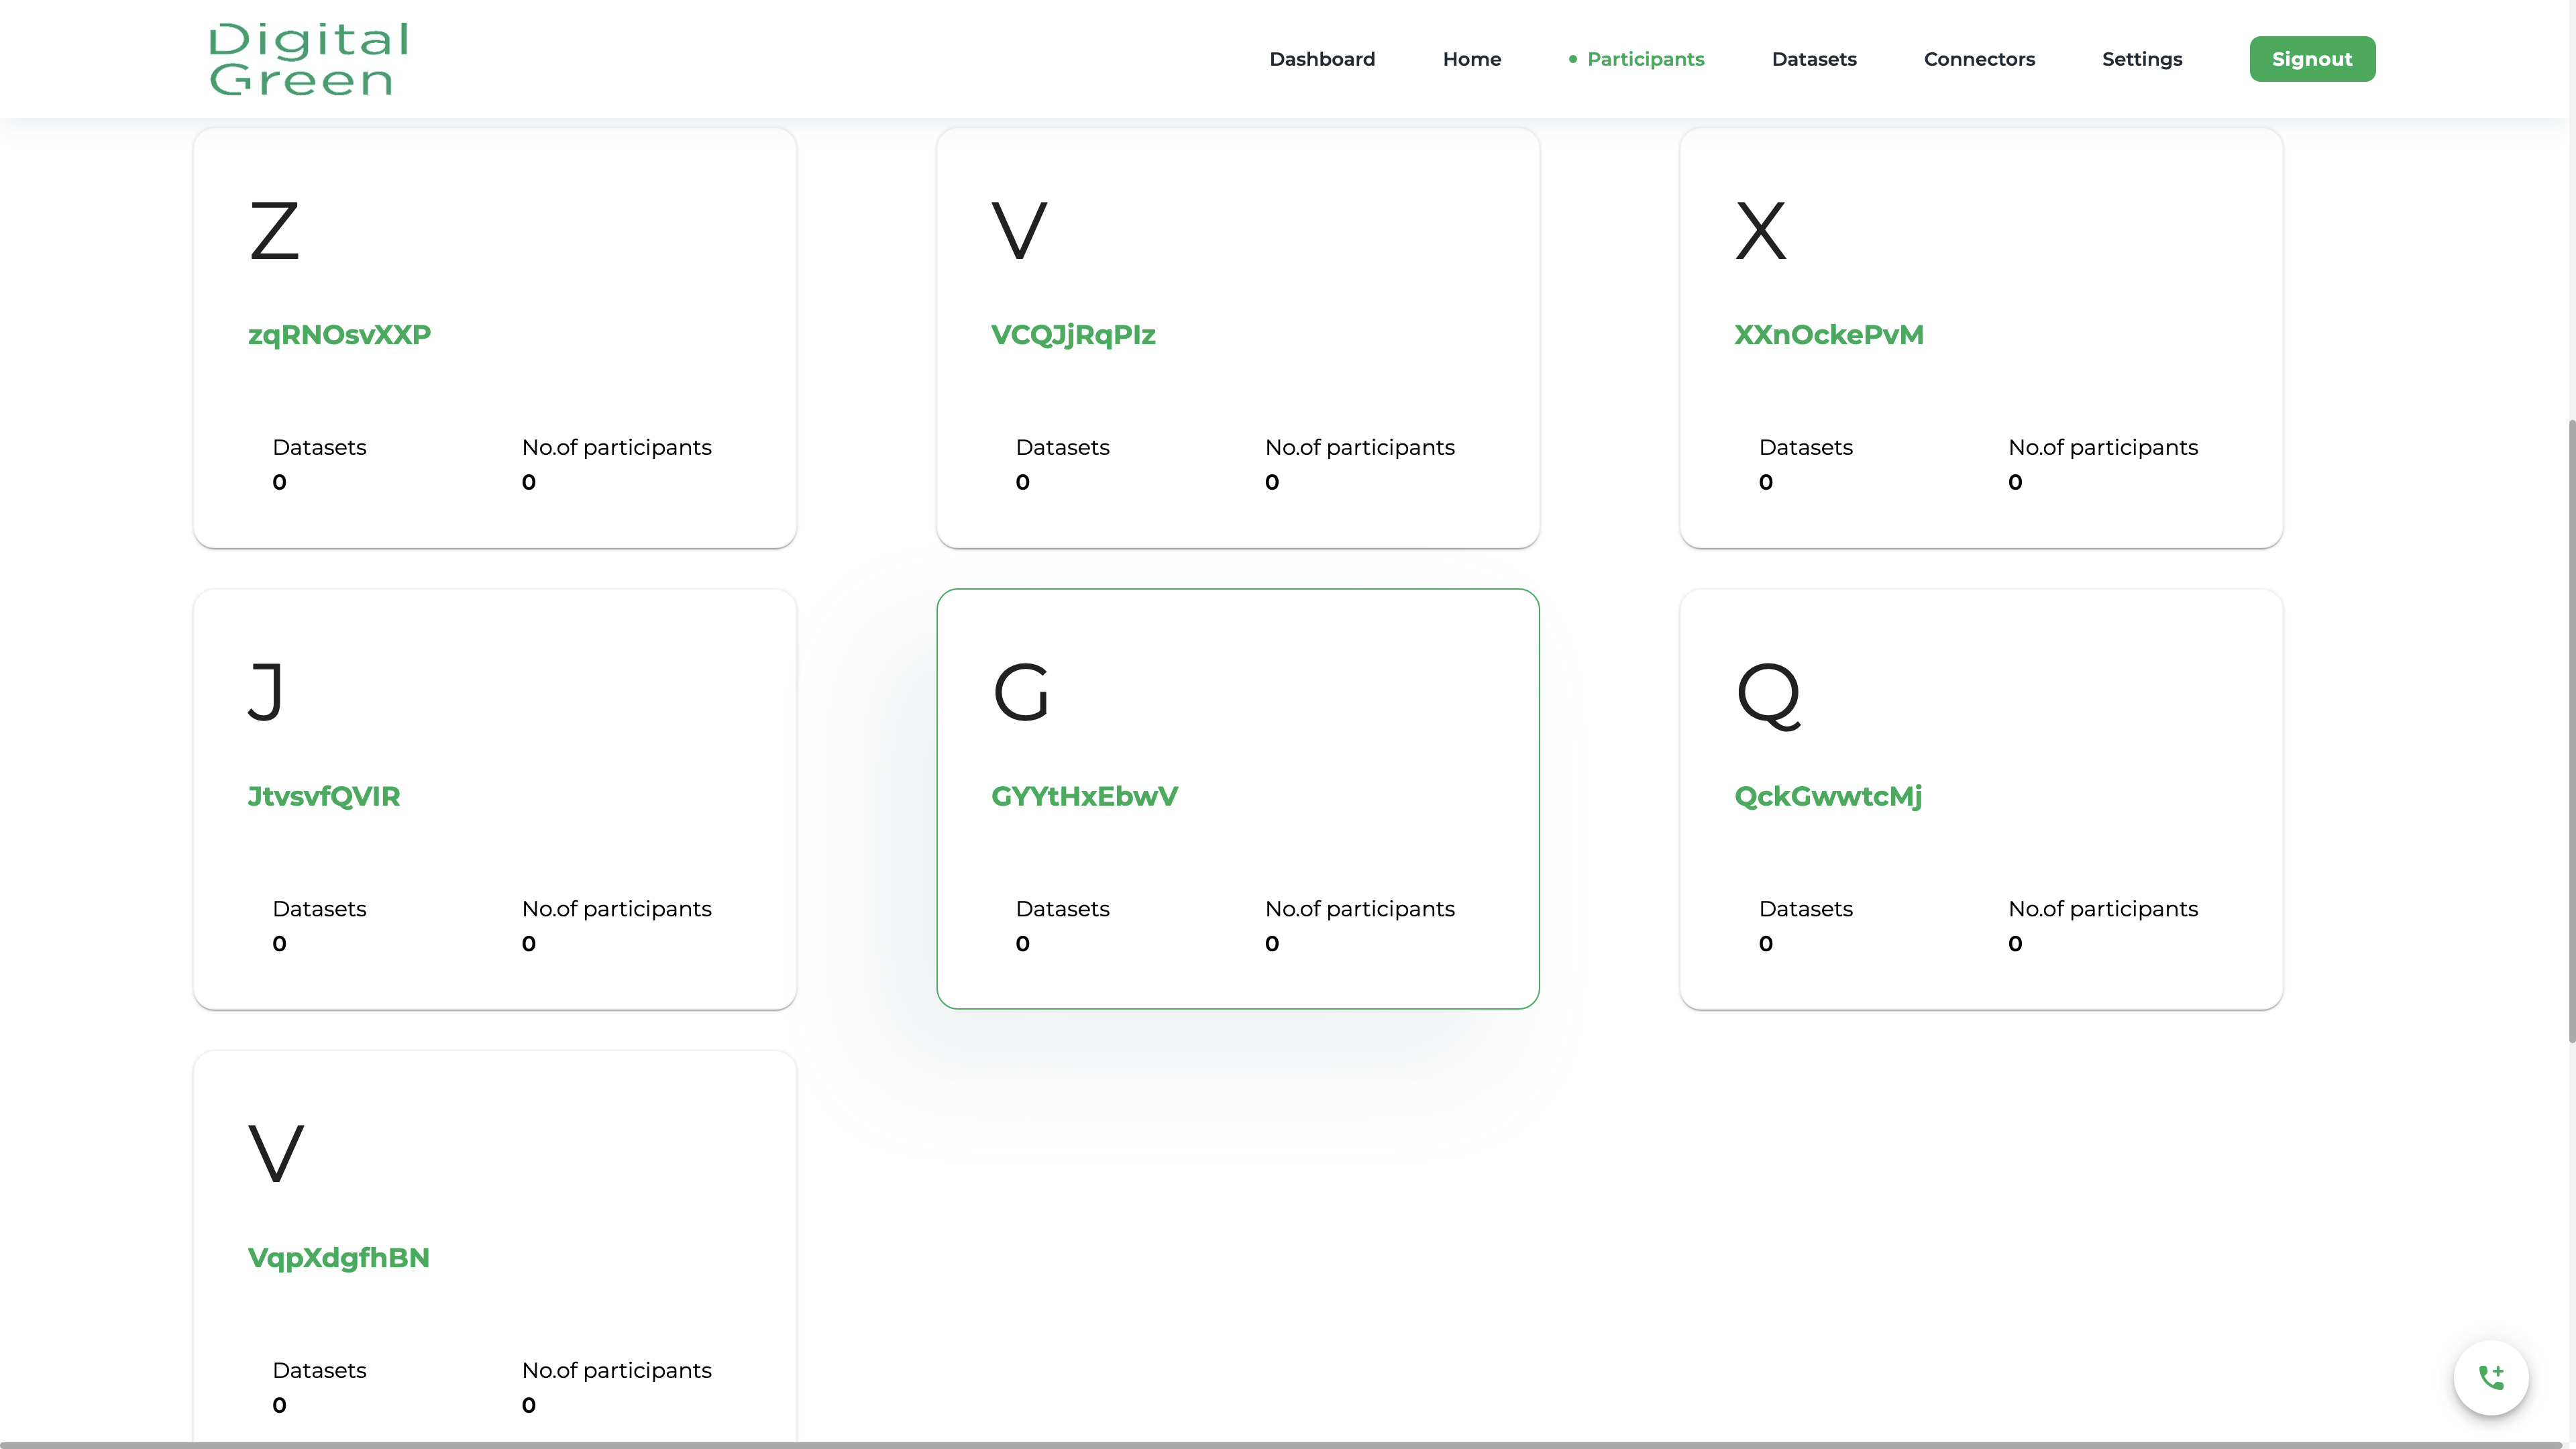 Digital
Green
Dashboard Home Participants Datasets Connectors Settings Signout
Z V X
zqRNOsvXXP VCQJjRqPIz XXnOckePvM
Datasets No.of participants Datasets No.of participants Datasets No.of participants
0 0 0 0 0 0
J G Q
JtvsvfQVIR GYYtHxEbwV QckGwwtcMj
Datasets No.of participants Datasets No.of participants Datasets No.of participants
0 0 0 0 0 0
V
VqpXdgfhBN
Datasets No.of participants
0 0